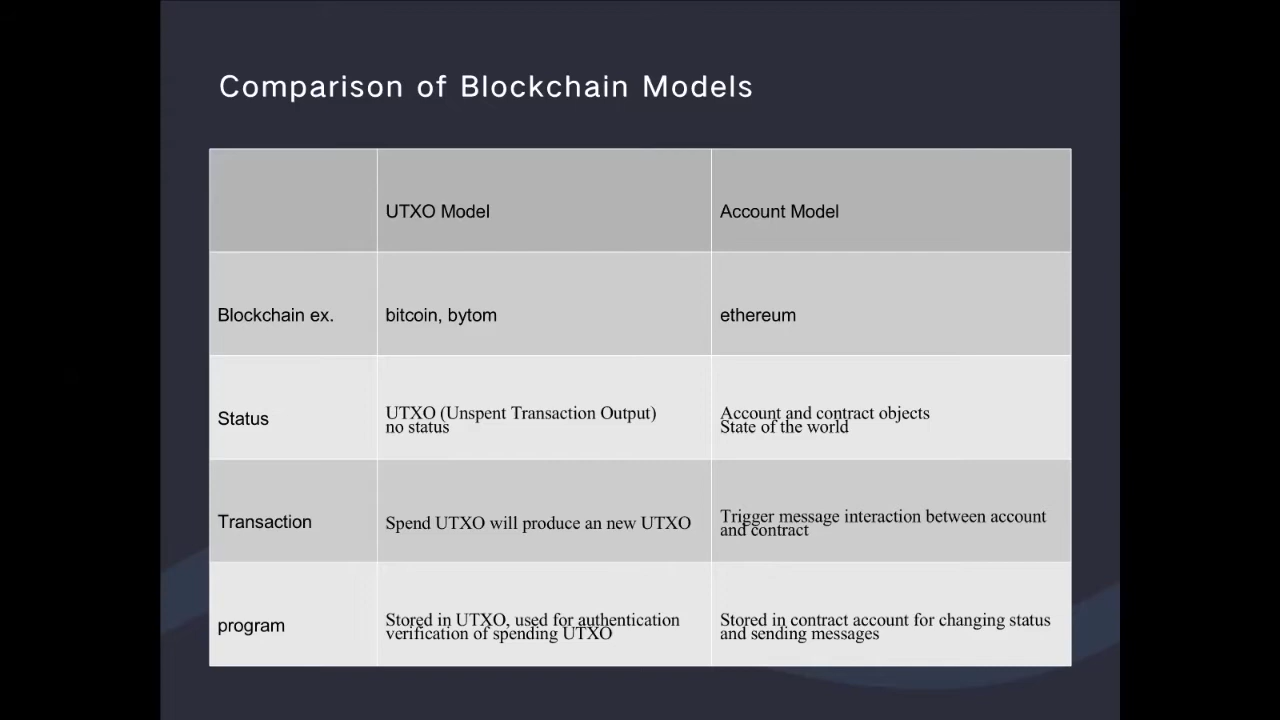 Comparison of Blockchain Models
UTXO Model
Account Model
Blockchain ex.
bitcoin, bytom
ethereum
Status
UTXO (Unspent Transaction Output)
no status
Account and contract objects
State of the world
Transaction
Spend UTXO will produce an new UTXO
Trigger message interaction between account
and contract
program
Stored in UTXO, used for authentication
verification of spending UTXO
Stored in contract account for changing status
and sending messages